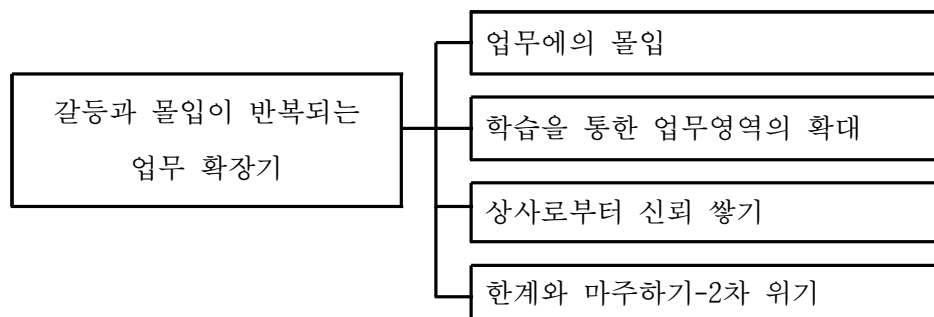 갈등과 몰입이 반복되는
업무 확장기
업무에의 몰입
학습을 통한 업무영역의 확대
상사로부터 신뢰 쌓기
한계와 마주하기-2차 위기